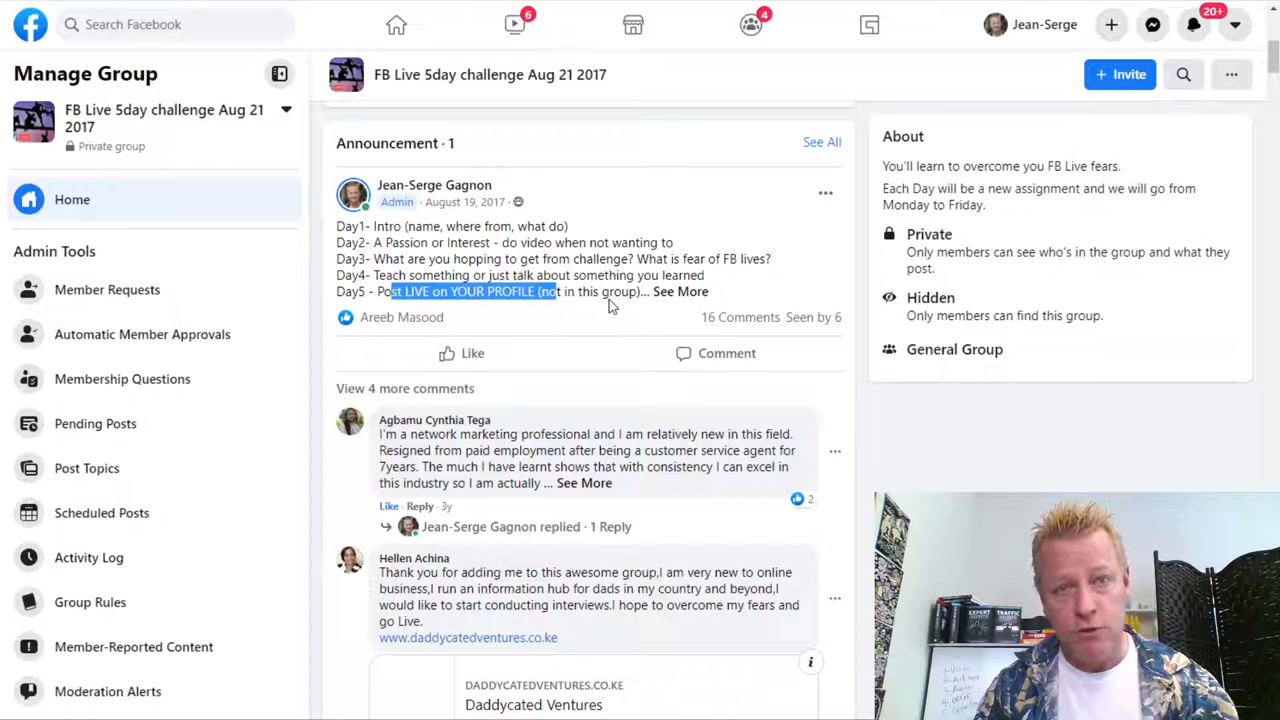 Search Facebook
6
4
Jean-Serge
20+
Manage Group
FB Live 5day challenge Aug 21
2017
Private group
Home
Admin Tools
Member Requests
Automatic Member Approvals
Membership Questions
Pending Posts
Post Topics
Scheduled Posts
Activity Log
Group Rules
Member-Reported Content
Moderation Alerts
FB Live 5day challenge Aug 21 2017
+ Invite
Announcement · 1
See All
Jean-Serge Gagnon
Admin · August 19, 2017 ·
Day1- Intro (name, where from, what do)
Day2- A Passion or Interest - do video when not wanting to
Day3- What are you hopping to get from challenge? What is fear of FB lives?
Day4- Teach something or just talk about something you learned
Day5 - Post LIVE on YOUR PROFILE (not in this group)... See More
Areeb Masood
16 Comments Seen by 6
Like
Comment
View 4 more comments
Agbamu Cynthia Tega
I'm a network marketing professional and I am relatively new in this field.
Resigned from paid employment after being a customer service agent for
7years. The much I have learnt shows that with consistency I can excel in
this industry so I am actually ... See More
2
Like · Reply · 3y
Jean-Serge Gagnon replied · 1 Reply
Hellen Achina
Thank you for adding me to this awesome group,I am very new to online
business,I run an information hub for dads in my country and beyond,I
would like to start conducting interviews.I hope to overcome my fears and
go Live.
www.daddycatedventures.co.ke
DADDYCATEDVENTURES.CO.KE
Daddycated Ventures
About
You'll learn to overcome you FB Live fears.
Each Day will be a new assignment and we will go from
Monday to Friday.
Private
Only members can see who's in the group and what they
post.
Hidden
Only members can find this group.
General Group
EXPERT
TRAFFIC